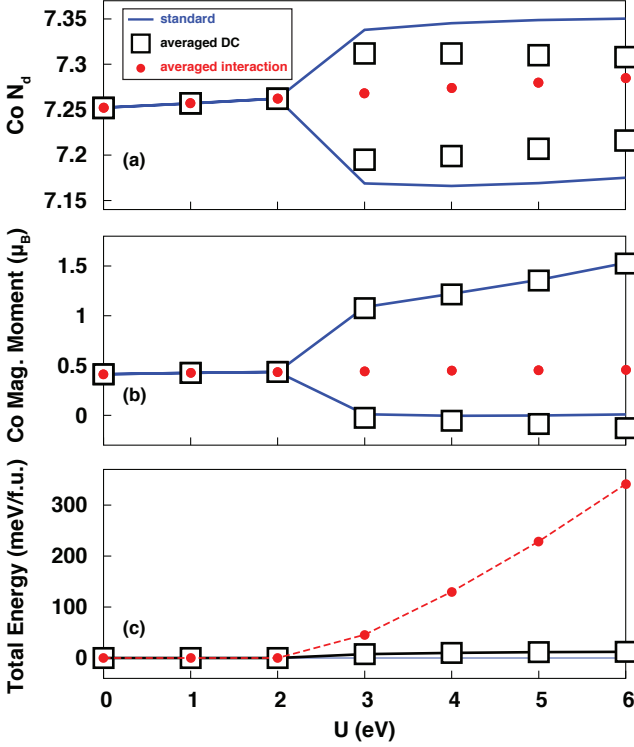 7.35
7.3
7.25
7.2
7.15
Co N_d
standard
averaged DC
averaged interaction
(a)
1.5
1
0.5
0
Co Mag. Moment (μ_B)
(b)
300
200
100
0
Total Energy (meV/f.u.)
(c)
0 1 2 3 4 5 6
U (eV)